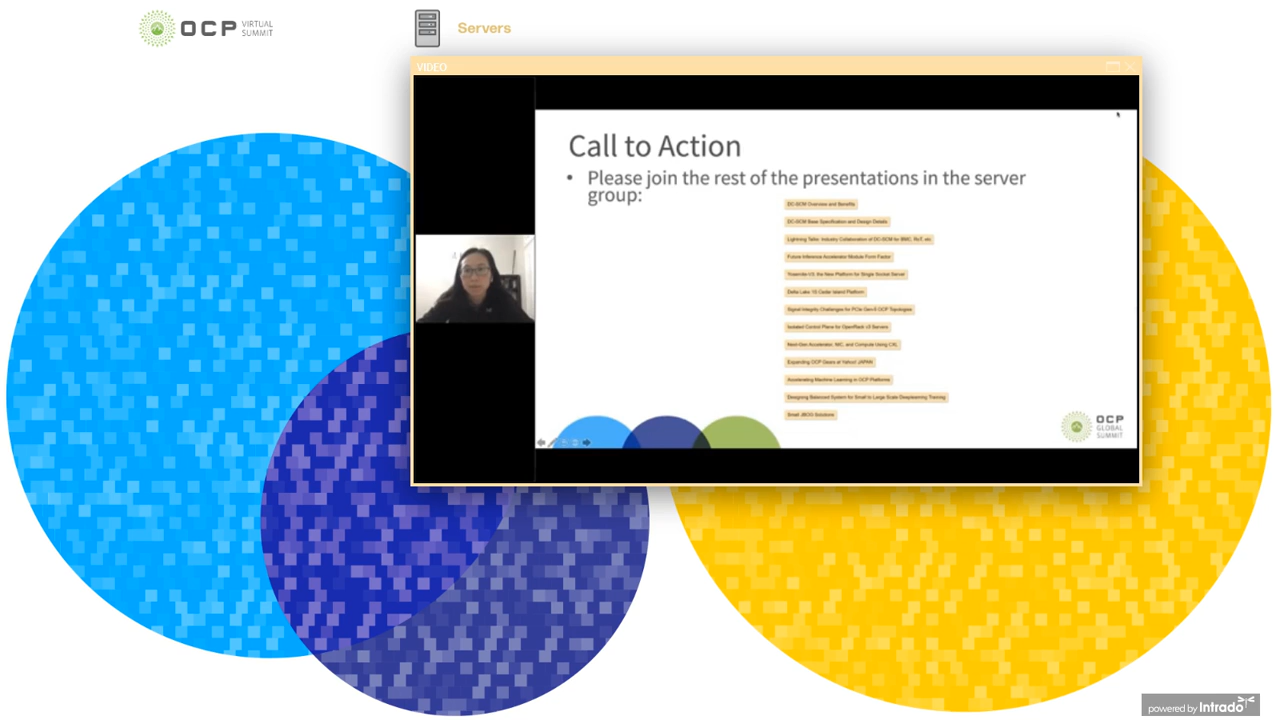 OCP VIRTUAL
SUMMIT
Servers
VIDEO
Call to Action
• Please join the rest of the presentations in the server
group:
DC-SCM Overview and Benefits
DC-SCM Base Specification and Design Details
Lightning Talks: Industry Collaboration of DC-SCM for BMC, RoT, etc.
Future Inference Accelerator Module Form Factor
Yosemite-V3, the New Platform for Single Socket Server
Delta Lake 1S Cedar Island Platform
Signal Integrity Challenges for PCIe Gen5 OCP Topologies
Isolated Control Plane for OpenRack v3 Servers
Next-Gen Accelerator, NIC, and Compute Using CXL
Expanding OCP Gears at Yahoo! JAPAN
Accelerating Machine Learning in OCP Platforms
Designing Balanced System for Small to Large Scale Deeplearning Training
Small JBOG Solutions
OCP
GLOBAL
SUMMIT
powered by Intrado